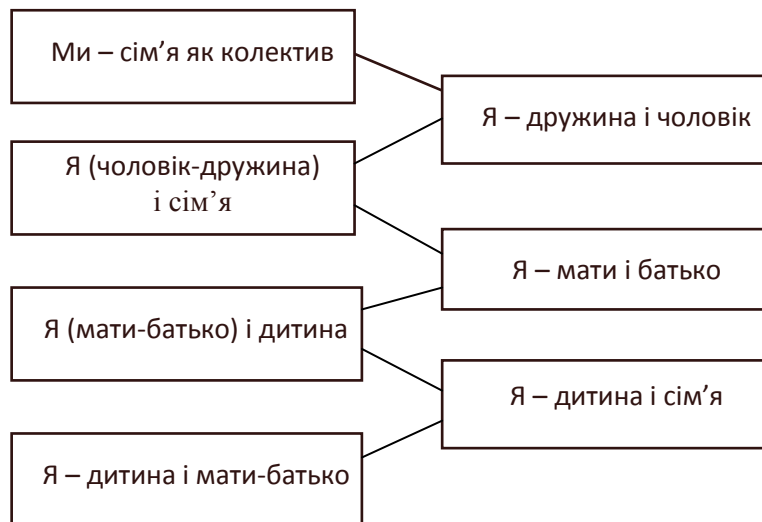 Ми – сім’я як колектив
Я – дружина і чоловік
Я (чоловік-дружина)
і сім’я
Я – мати і батько
Я (мати-батько) і дитина
Я – дитина і сім’я
Я – дитина і мати-батько